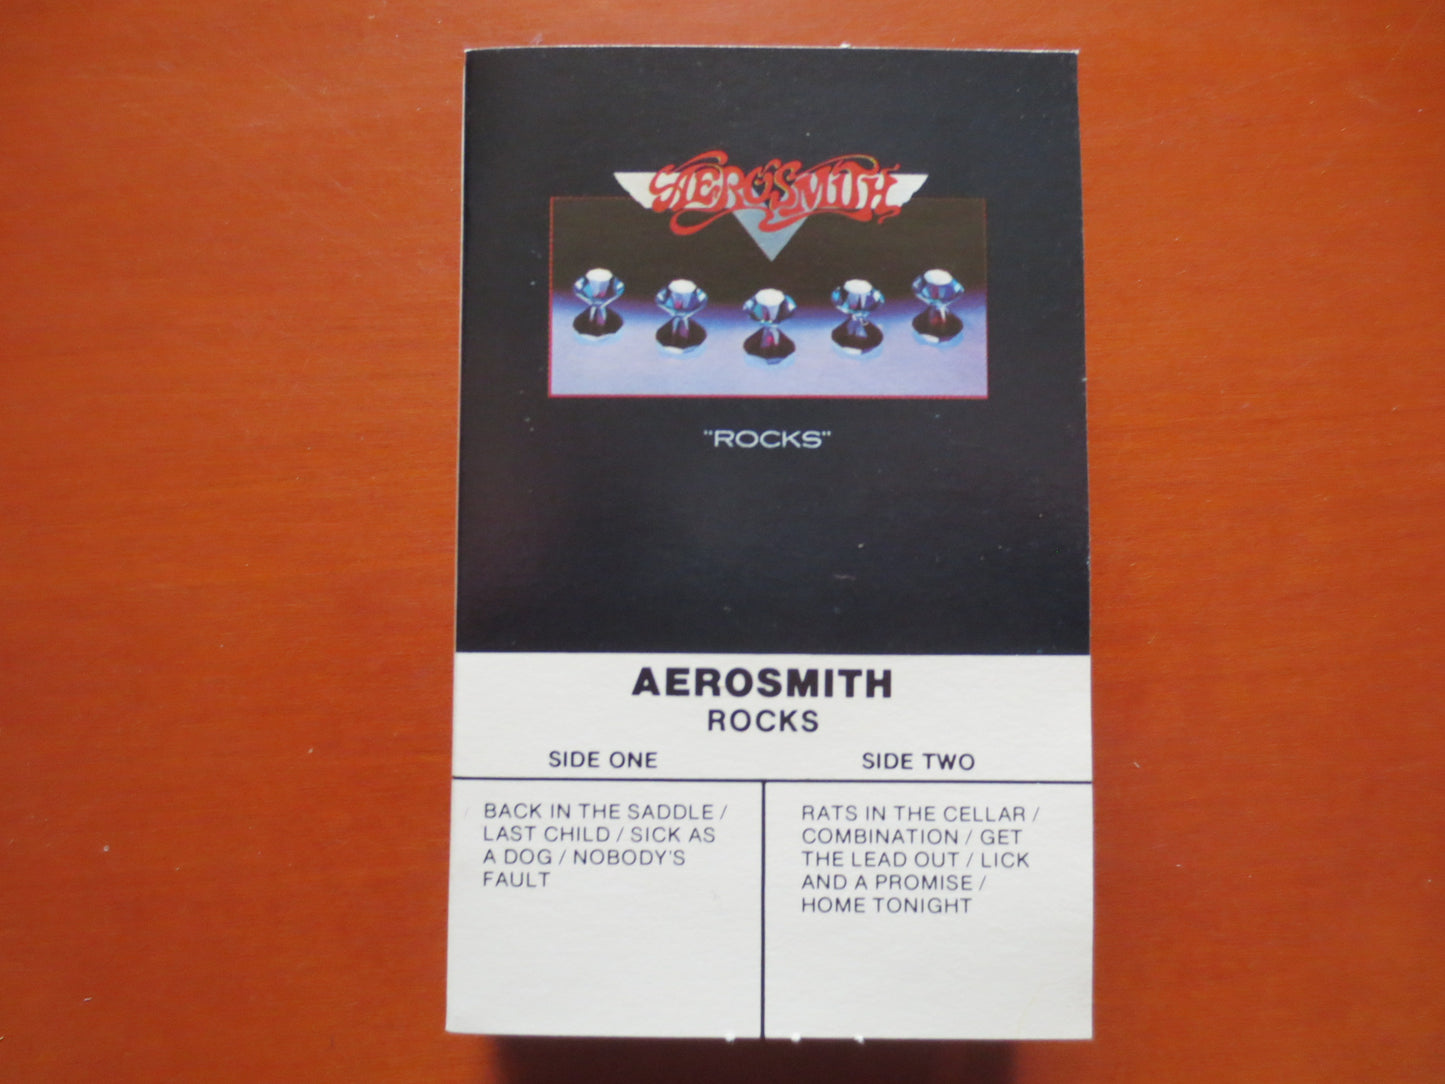 AEROSMITH
"ROCKS"
AEROSMITH
ROCKS
SIDE ONE
BACK IN THE SADDLE /
LAST CHILD / SICK AS
A DOG / NOBODY'S
FAULT
SIDE TWO
RATS IN THE CELLAR /
COMBINATION / GET
THE LEAD OUT / LICK
AND A PROMISE /
HOME TONIGHT